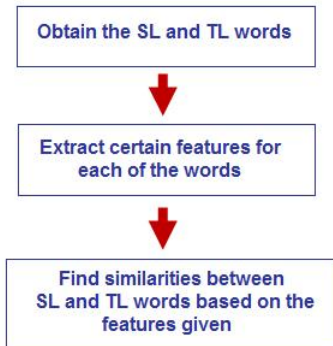 Obtain the SL and TL words
Extract certain features for
each of the words
Find similarities between
SL and TL words based on the
features given